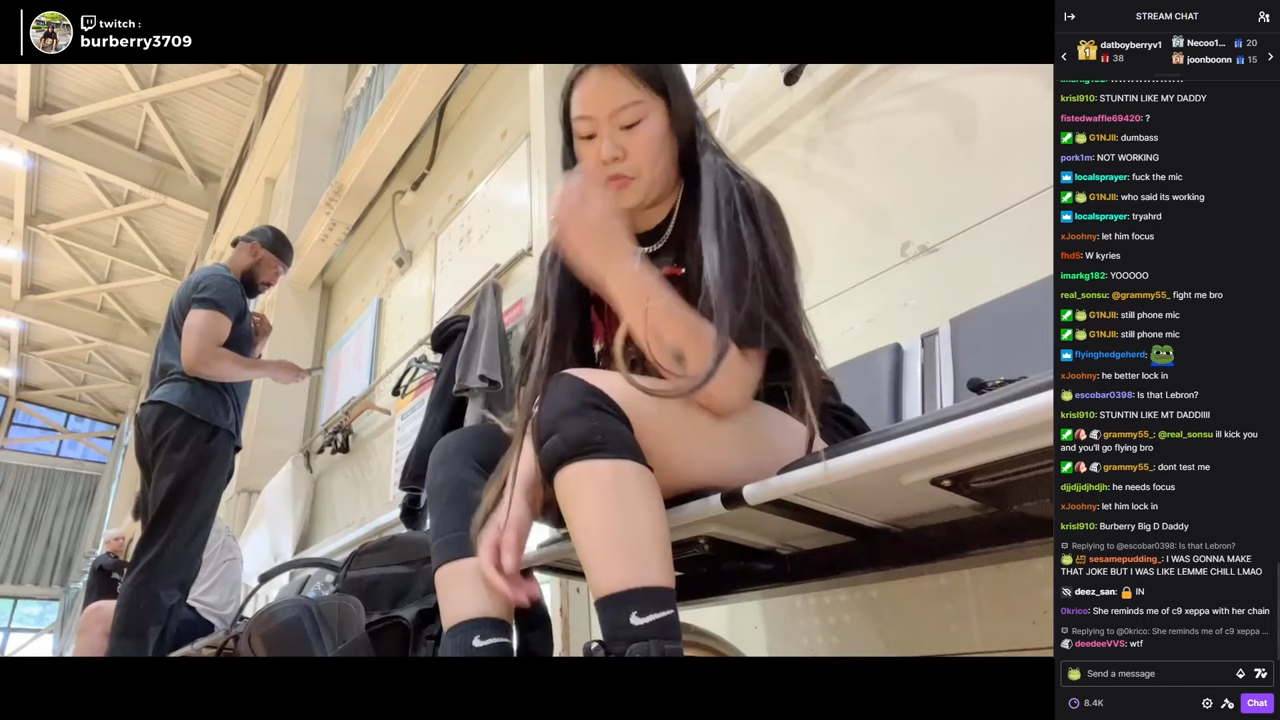 twitch :
burberry3709
STREAM CHAT
datboyberryv1
38
Necoo1... 20
joonboonn 15
krisl910: STUNTIN LIKE MY DADDY
fistedwaffle69420: ?
G1NJII: dumbass
pork1m: NOT WORKING
localsprayer: fuck the mic
G1NJII: who said its working
localsprayer: tryahrd
xJoohny: let him focus
fhd5: W kyries
imarkg182: YOOOOO
real_sonsu: @grammy55_ fight me bro
G1NJII: still phone mic
G1NJII: still phone mic
flyinghedgeherd:
xJoohny: he better lock in
escobar0398: Is that Lebron?
krisl910: STUNTIN LIKE MT DADDIIII
grammy55_: @real_sonsu ill kick you
and you'll go flying bro
grammy55_: dont test me
djjdjjdjhdjh: he needs focus
xJoohny: let him lock in
krisl910: Burberry Big D Daddy
Replying to @escobar0398: Is that Lebron?
sesamepudding_: I WAS GONNA MAKE
THAT JOKE BUT I WAS LIKE LEMME CHILL LMAO
deez_san: IN
0krico: She reminds me of c9 xeppa with her chain
Replying to @0krico: She reminds me of c9 xeppa ...
deedeeVVS: wtf
Send a message
8.4K
Chat